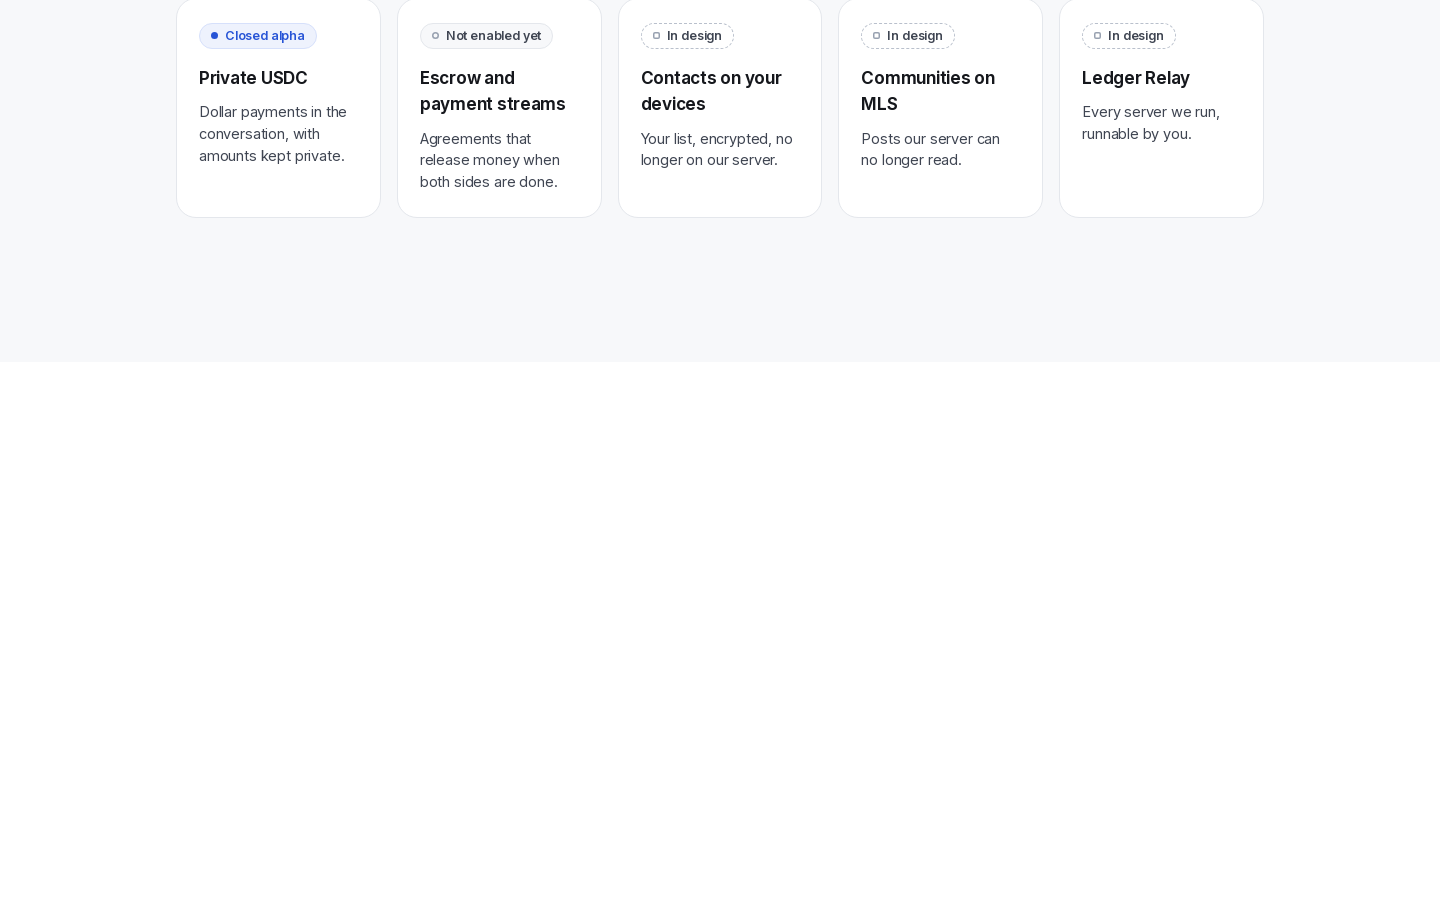 Closed alpha
Private USDC
Dollar payments in the
conversation, with
amounts kept private.
Not enabled yet
Escrow and
payment streams
Agreements that
release money when
both sides are done.
In design
Contacts on your
devices
Your list, encrypted, no
longer on our server.
In design
Communities on
MLS
Posts our server can
no longer read.
In design
Ledger Relay
Every server we run,
runnable by you.